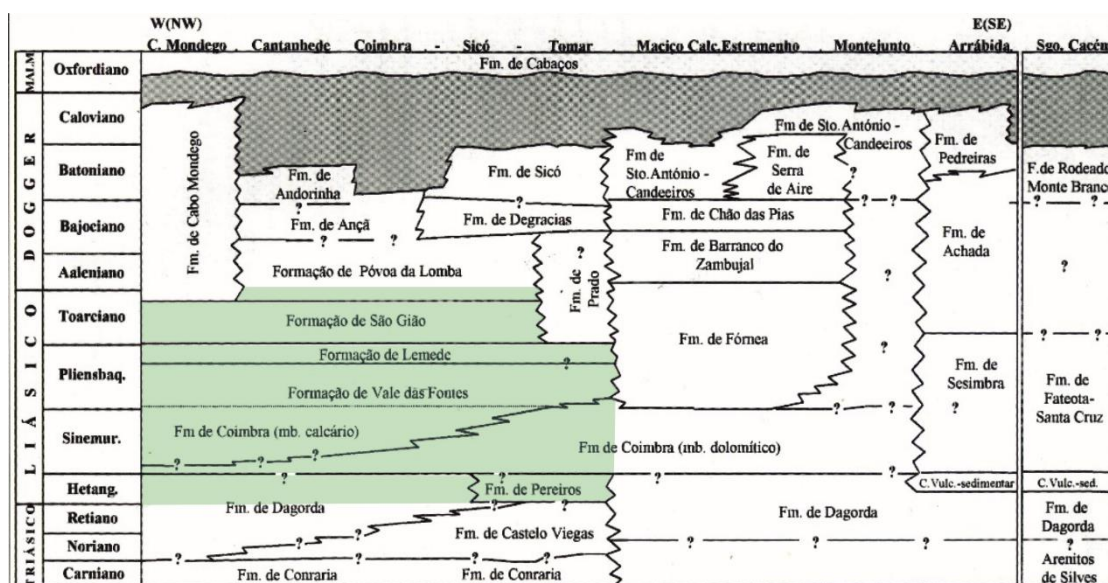 W(NW) E(SE)
C. Mondego Cantanhede Coimbra - Sicó - Tomar Maciço Calc.Estremenho Montejunto Arrábida Sgo. Cacém
MALM
Oxfordiano
Fm. de Cabaços
DOGGER
Caloviano
Batoniano
Bajociano
Aaleniano
LIÁSICO
Toarciano
Pliensbaq.
Sinemur.
Hetang.
TRIÁSICO
Retiano
Noriano
Carniano
Fm. de Cabo Mondego
Fm. de
Andorinha
?
Fm. de Ançã
? ?
Formação de Póvoa da Lomba
Fm. de Sicó
?
Fm. de Degracias
?
Fm. de
Prado
Fm de
Sto. António -
Candeeiros
Fm. de
Serra
de Aire
Fm de Sto. António -
Candeeiros
?
? ?
Fm. de Chão das Pias
Fm. de Barranco do
Zambujal
?
Fm. de Fórnea
?
Fm. de
Pedreiras
Fm. de
Achada
Fm. de
Sesimbra
?
F. de Rodeado
Monte Branco
? ?
?
? ?
Fm. de
Fateota-
Santa Cruz
Formação de São Gião
Formação de Lemede
?
Formação de Vale das Fontes
? ?
Fm de Coimbra (mb. calcário)
? ? ?
Fm de Coimbra (mb. dolomítico)
? ? ? ?
C.Vulc.-sedimentar
C.Vulc.-sed.
Fm. de Pereiros
? ?
Fm. de Dagorda
Fm. de Dagorda
Fm. de
Dagorda
Fm. de Castelo Viegas
? ?
? ? ? ?
? ? ? ?
Arenitos
de Silves
Fm. de Conraria Fm. de Conraria